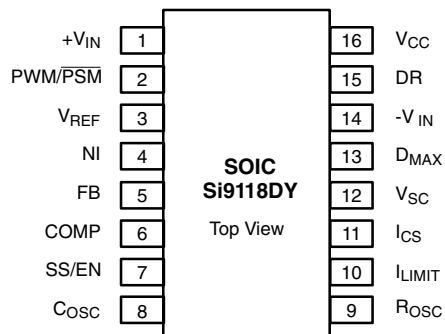 +VIN 1 16 VCC
PWM/PSM 2 15 DR
VREF 3 14 -V IN
NI 4 13 DMAX
SOIC
Si9118DY
FB 5 12 VSC
COMP 6 Top View 11 ICS
SS/EN 7 10 ILIMIT
COSC 8 9 ROSC